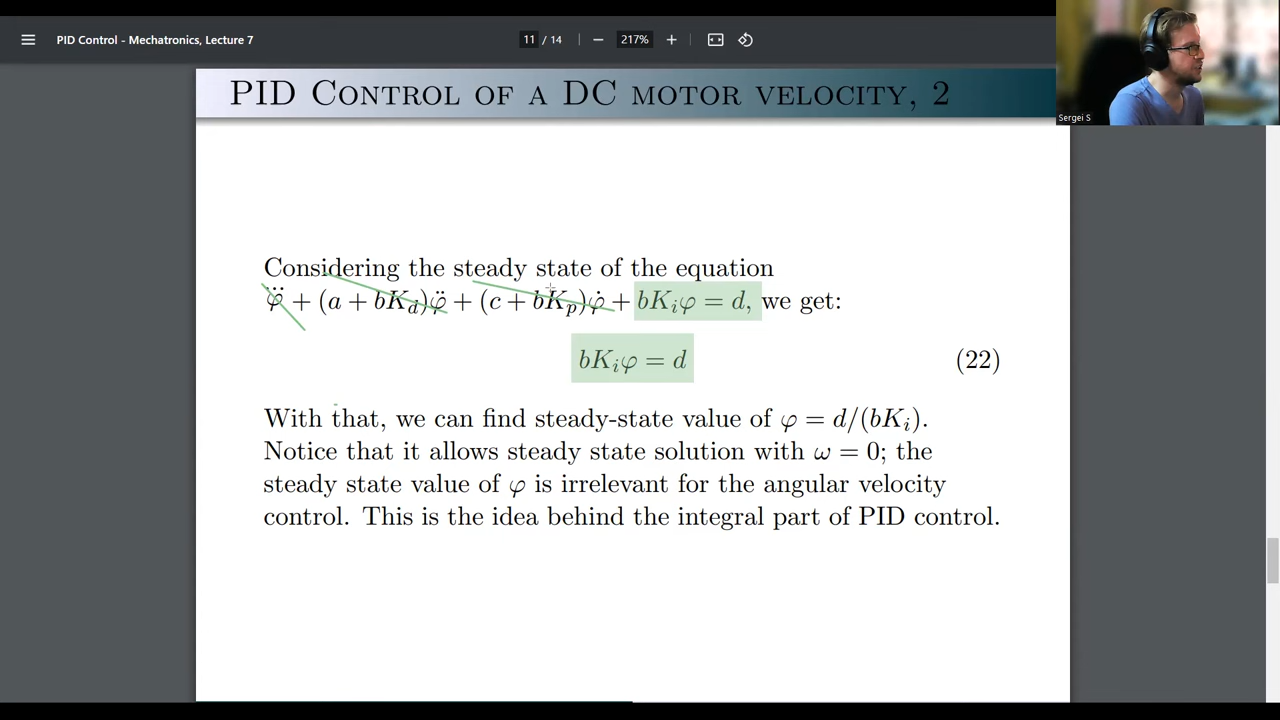 PID Control - Mechatronics, Lecture 7
11 / 14
217%
PID CONTROL OF A DC MOTOR VELOCITY, 2
Sergei S
Considering the steady state of the equation
φ⃛ + (a + bK_d)φ̈ + (c + bK_p)φ̇ + bK_iφ = d, we get:
bK_iφ = d (22)
With that, we can find steady-state value of φ = d/(bK_i).
Notice that it allows steady state solution with ω = 0; the
steady state value of φ is irrelevant for the angular velocity
control. This is the idea behind the integral part of PID control.